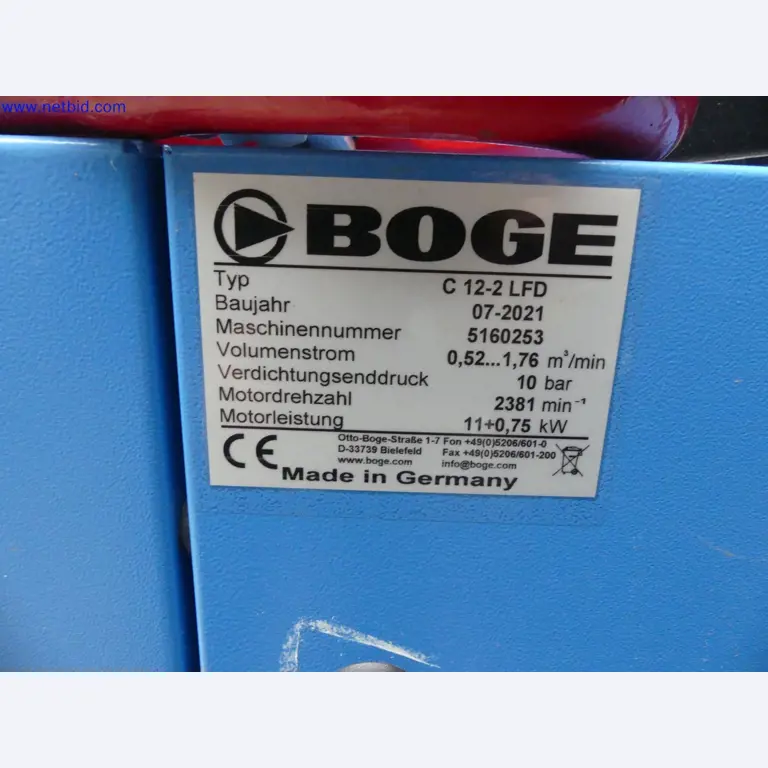 www.netbid.com
BOGE
Typ C 12-2 LFD
Baujahr 07-2021
Maschinennummer 5160253
Volumenstrom 0,52...1,76 m³/min
Verdichtungsenddruck 10 bar
Motordrehzahl 2381 min⁻¹
Motorleistung 11+0,75 kW
CE
Otto-Boge-Straße 1-7 Fon +49(0)5206/601-0
D-33739 Bielefeld Fax +49(0)5206/601-200
www.boge.com info@boge.com
Made in Germany